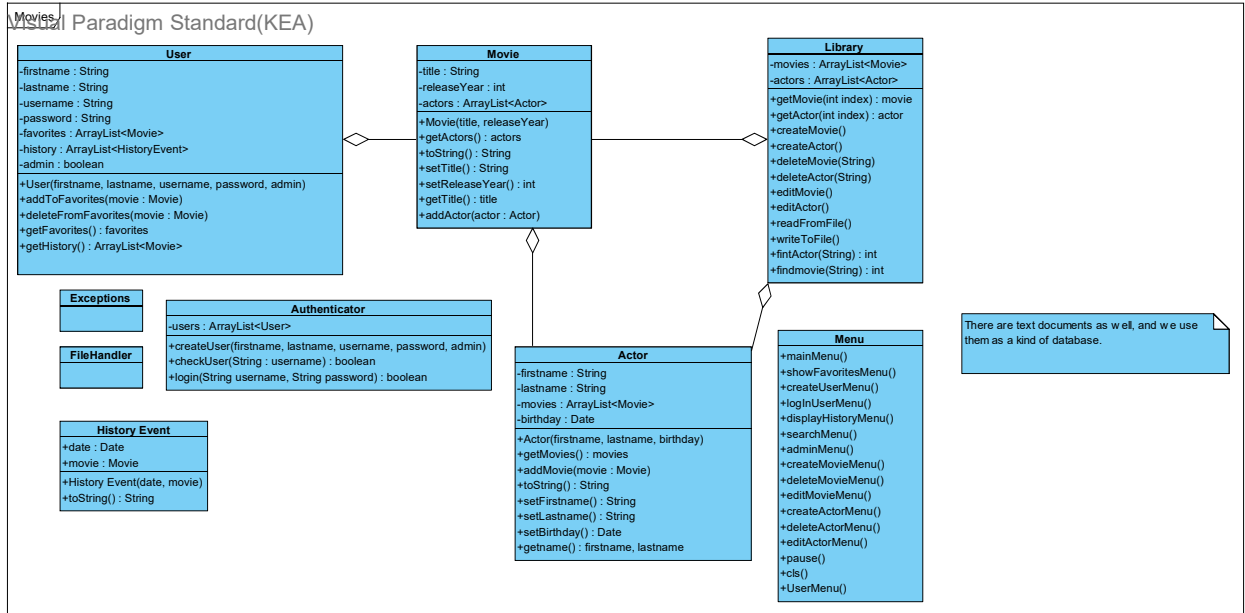 Movies
Visual Paradigm Standard(KEA)
User
-firstname : String
-lastname : String
-username : String
-password : String
-favorites : ArrayList<Movie>
-history : ArrayList<HistoryEvent>
-admin : boolean
+User(firstname, lastname, username, password, admin)
+addToFavorites(movie : Movie)
+deleteFromFavorites(movie : Movie)
+getFavorites() : favorites
+getHistory() : ArrayList<Movie>
Movie
-title : String
-releaseYear : int
-actors : ArrayList<Actor>
+Movie(title, releaseYear)
+getActors() : actors
+toString() : String
+setTitle() : String
+setReleaseYear() : int
+getTitle() : title
+addActor(actor : Actor)
Library
-movies : ArrayList<Movie>
-actors : ArrayList<Actor>
+getMovie(int index) : movie
+getActor(int index) : actor
+createMovie()
+createActor()
+deleteMovie(String)
+deleteActor(String)
+editMovie()
+editActor()
+readFromFile()
+writeToFile()
+fintActor(String) : int
+findmovie(String) : int
Exceptions
FileHandler
Authenticator
-users : ArrayList<User>
+createUser(firstname, lastname, username, password, admin)
+checkUser(String : username) : boolean
+login(String username, String password) : boolean
History Event
+date : Date
+movie : Movie
+History Event(date, movie)
+toString() : String
Actor
-firstname : String
-lastname : String
-movies : ArrayList<Movie>
-birthday : Date
+Actor(firstname, lastname, birthday)
+getMovies() : movies
+addMovie(movie : Movie)
+toString() : String
+setFirstname() : String
+setLastname() : String
+setBirthday() : Date
+getname() : firstname, lastname
Menu
+mainMenu()
+showFavoritesMenu()
+createUserMenu()
+logInUserMenu()
+displayHistoryMenu()
+searchMenu()
+adminMenu()
+createMovieMenu()
+deleteMovieMenu()
+editMovieMenu()
+createActorMenu()
+deleteActorMenu()
+editActorMenu()
+pause()
+cls()
+UserMenu()
There are text documents as well, and we use
them as a kind of database.